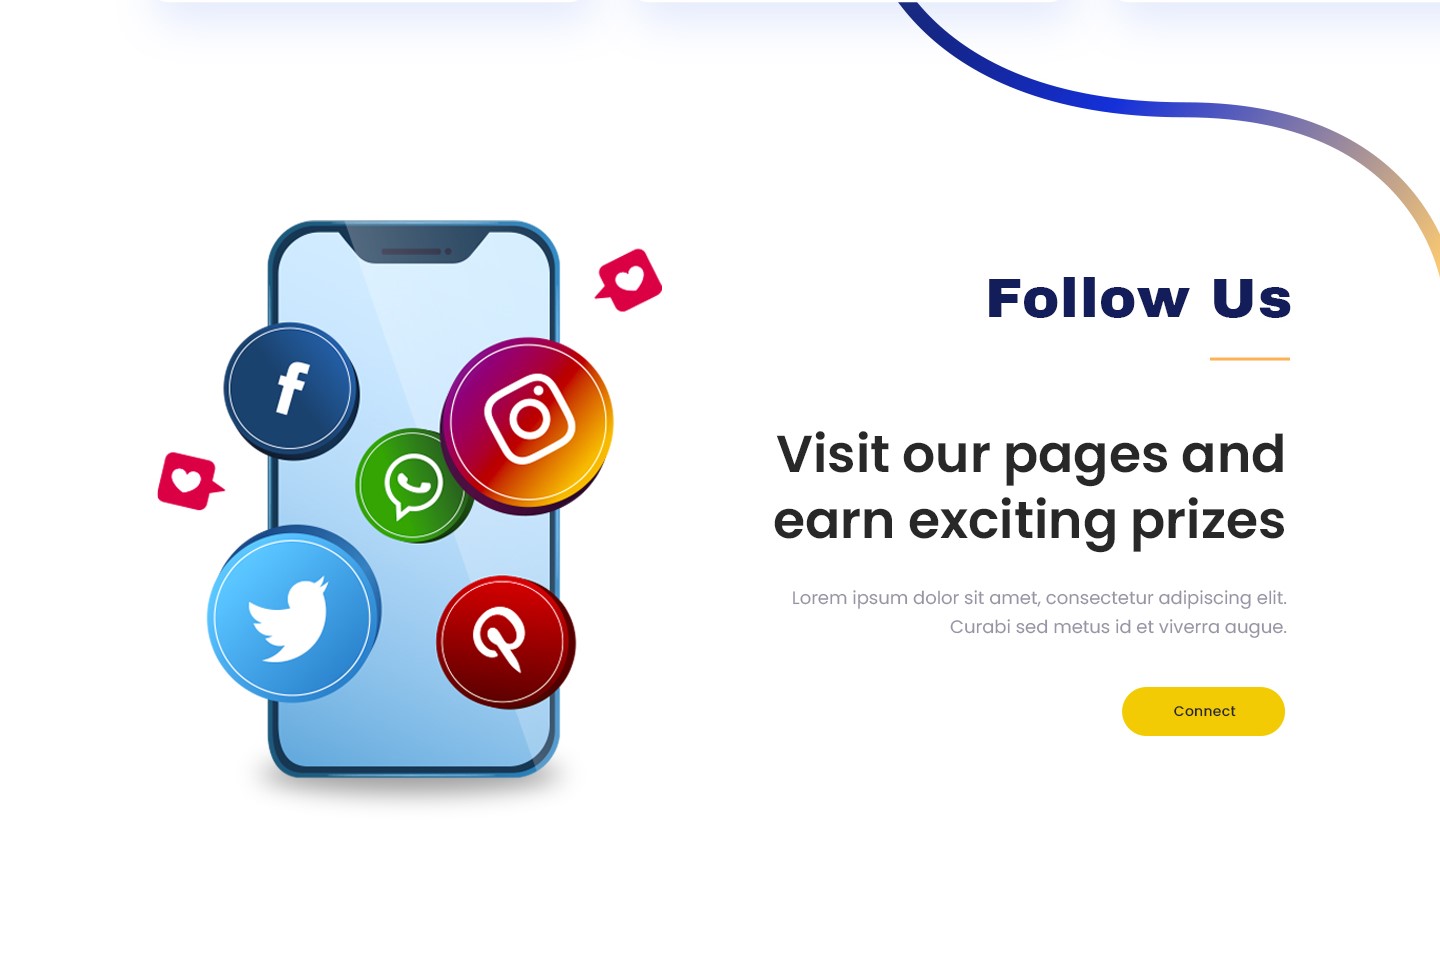 Follow Us
Visit our pages and
earn exciting prizes
Lorem ipsum dolor sit amet, consectetur adipiscing elit.
Curabi sed metus id et viverra augue.
Connect